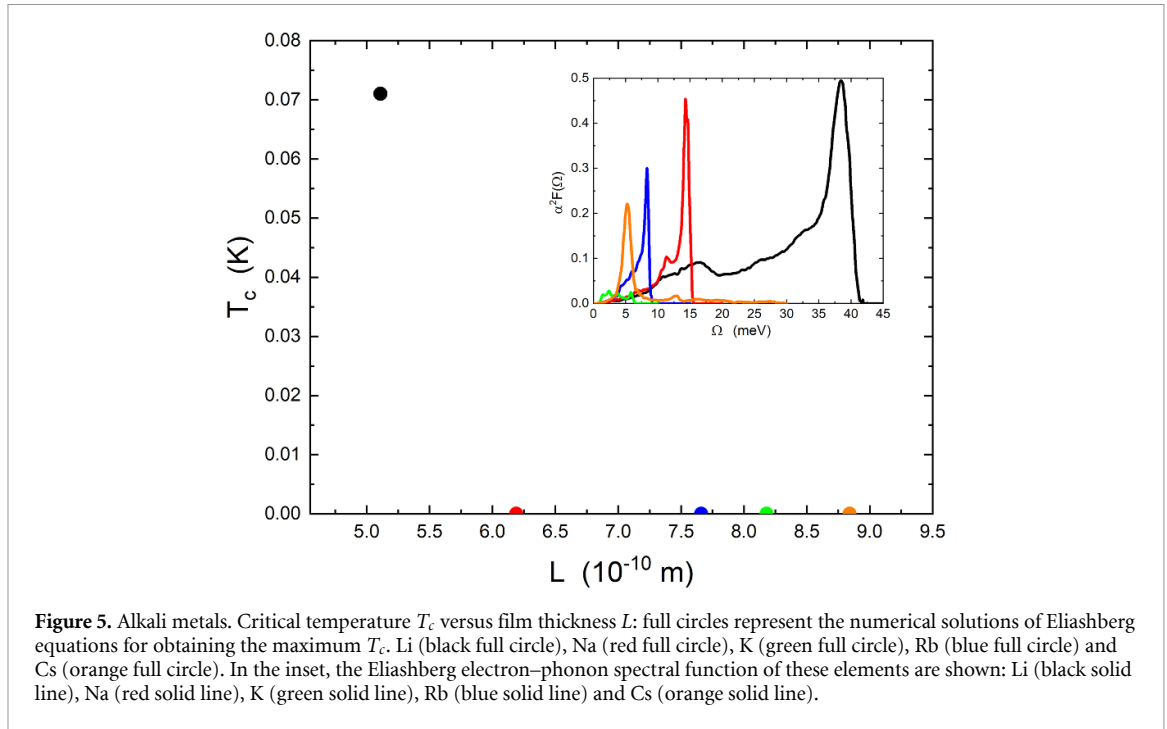 0.08
0.07
0.06
0.05
0.04
0.03
0.02
0.01
0.00
T_c (K)
5.0 5.5 6.0 6.5 7.0 7.5 8.0 8.5 9.0 9.5
L (10^-10 m)
0.5
0.4
0.3
0.2
0.1
0.0
α²F(Ω)
0 5 10 15 20 25 30 35 40 45
Ω (meV)
Figure 5. Alkali metals. Critical temperature T_c versus film thickness L: full circles represent the numerical solutions of Eliashberg
equations for obtaining the maximum T_c. Li (black full circle), Na (red full circle), K (green full circle), Rb (blue full circle) and
Cs (orange full circle). In the inset, the Eliashberg electron–phonon spectral function of these elements are shown: Li (black solid
line), Na (red solid line), K (green solid line), Rb (blue solid line) and Cs (orange solid line).